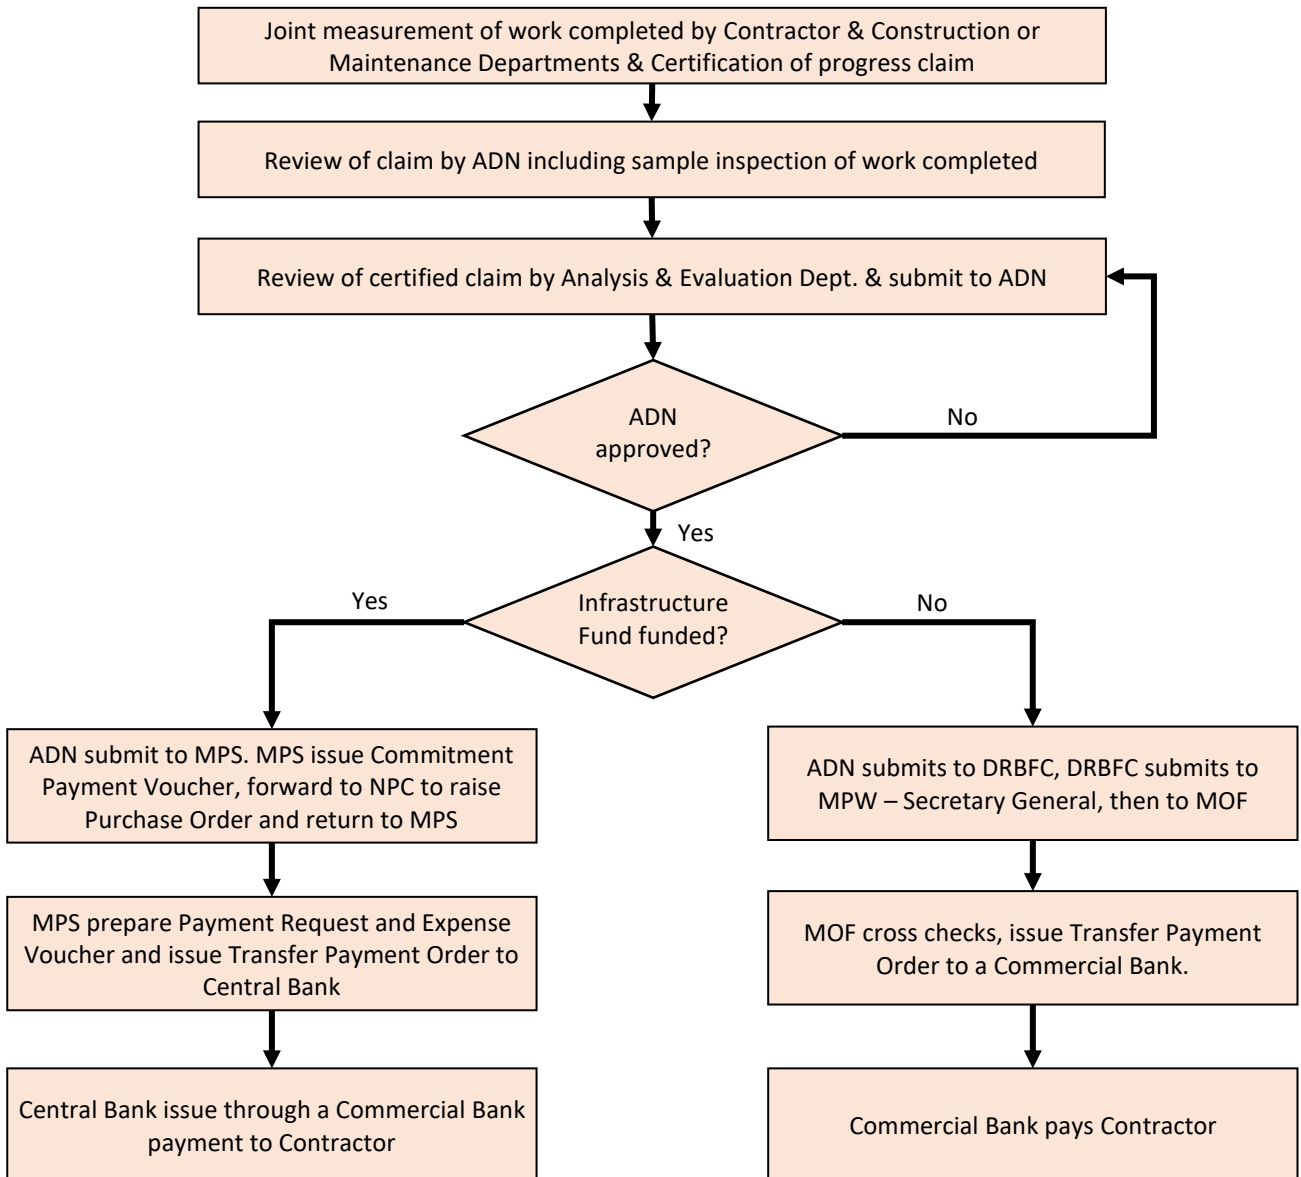 Joint measurement of work completed by Contractor & Construction or
Maintenance Departments & Certification of progress claim
Review of claim by ADN including sample inspection of work completed
Review of certified claim by Analysis & Evaluation Dept. & submit to ADN
ADN
approved?
No
Yes
Infrastructure
Fund funded?
Yes
No
ADN submit to MPS. MPS issue Commitment
Payment Voucher, forward to NPC to raise
Purchase Order and return to MPS
ADN submits to DRBFC, DRBFC submits to
MPW – Secretary General, then to MOF
MPS prepare Payment Request and Expense
Voucher and issue Transfer Payment Order to
Central Bank
MOF cross checks, issue Transfer Payment
Order to a Commercial Bank.
Central Bank issue through a Commercial Bank
payment to Contractor
Commercial Bank pays Contractor